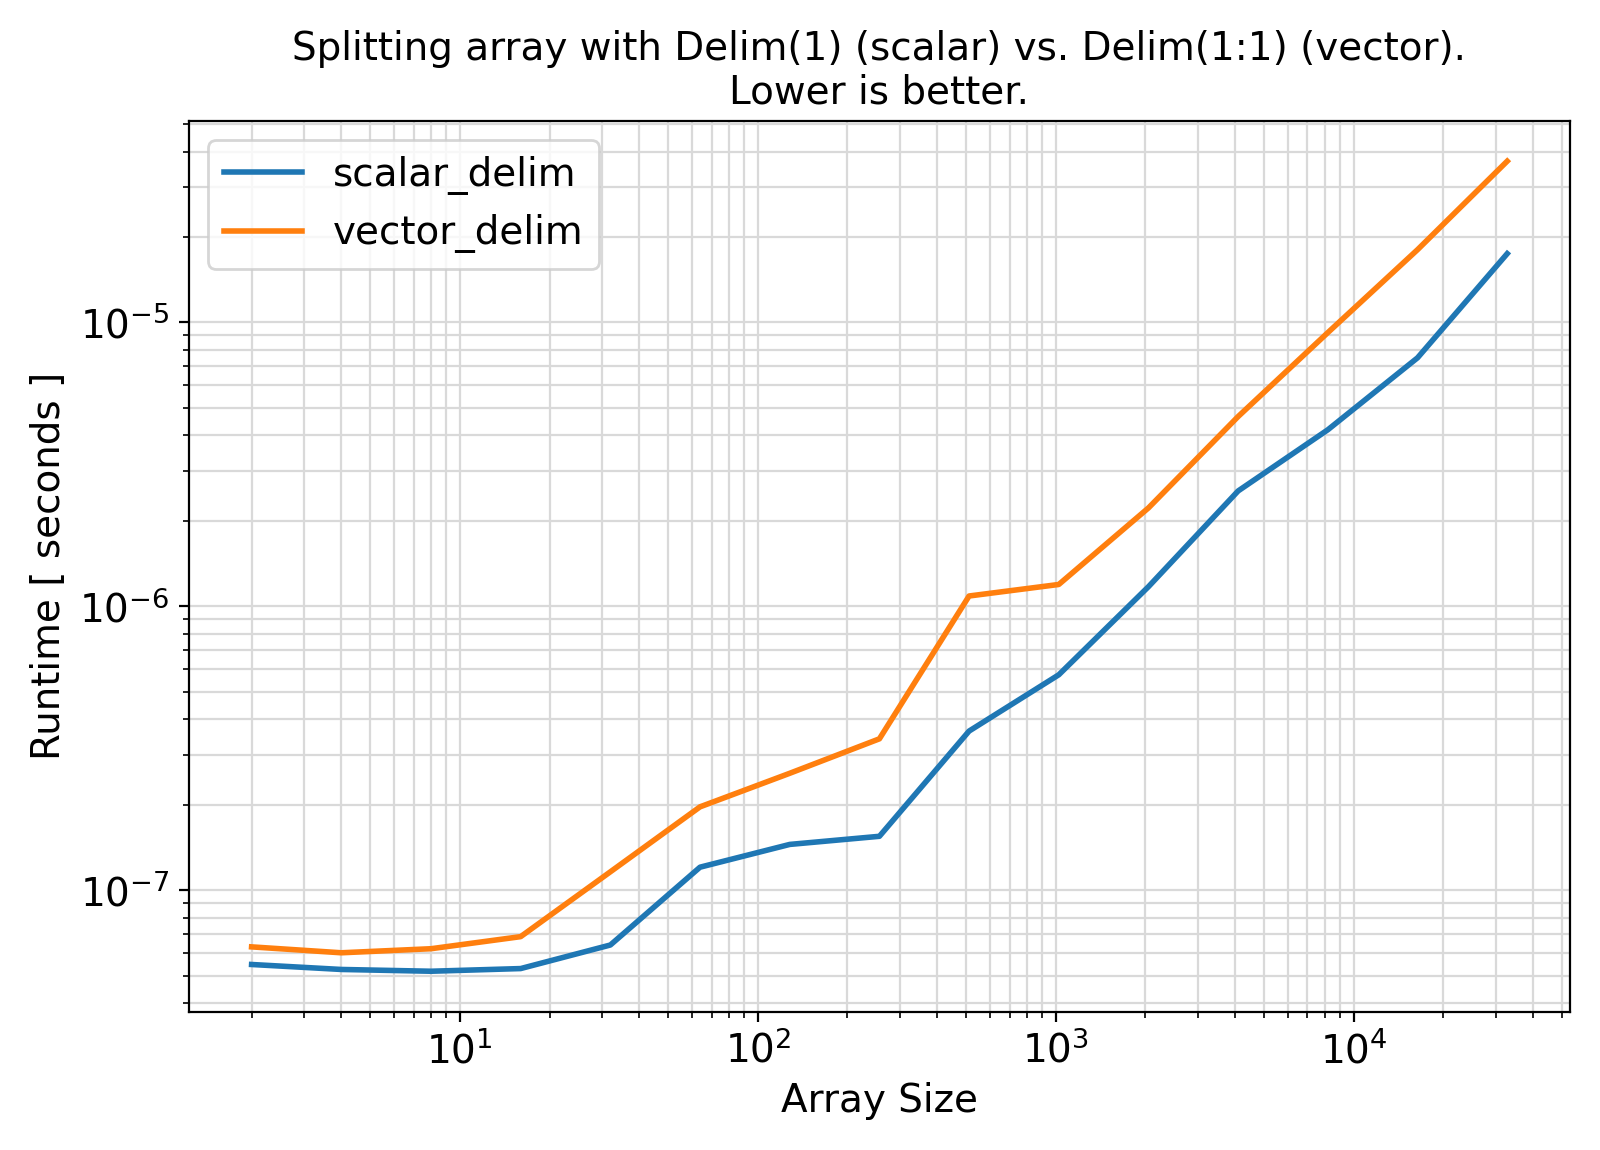 Splitting array with Delim(1) (scalar) vs. Delim(1:1) (vector).
Lower is better.
scalar_delim
vector_delim
10⁻⁵
10⁻⁶
10⁻⁷
Runtime [ seconds ]
10¹ 10² 10³ 10⁴
Array Size